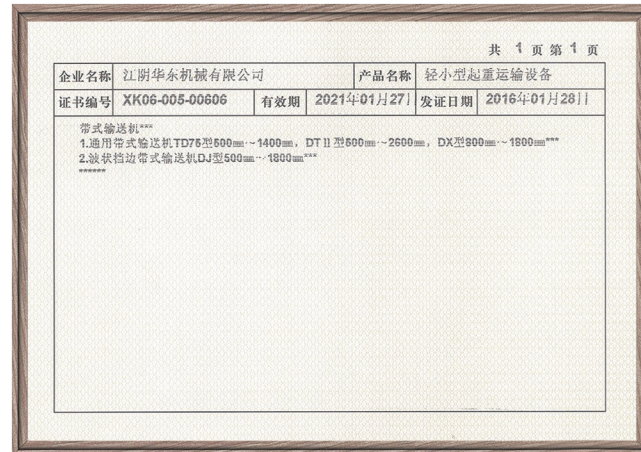 共 1 页 第 1 页
企业名称 江阴华东机械有限公司 产品名称 轻小型起重运输设备
证书编号 XK06-005-00606 有效期 2021年01月27日 发证日期 2016年01月28日
带式输送机***
1.通用带式输送机TD75型500mm~1400mm，DTⅡ型500mm~2600mm，DX型800mm~1800mm***
2.波状挡边带式输送机DJ型500mm~1800mm***
******